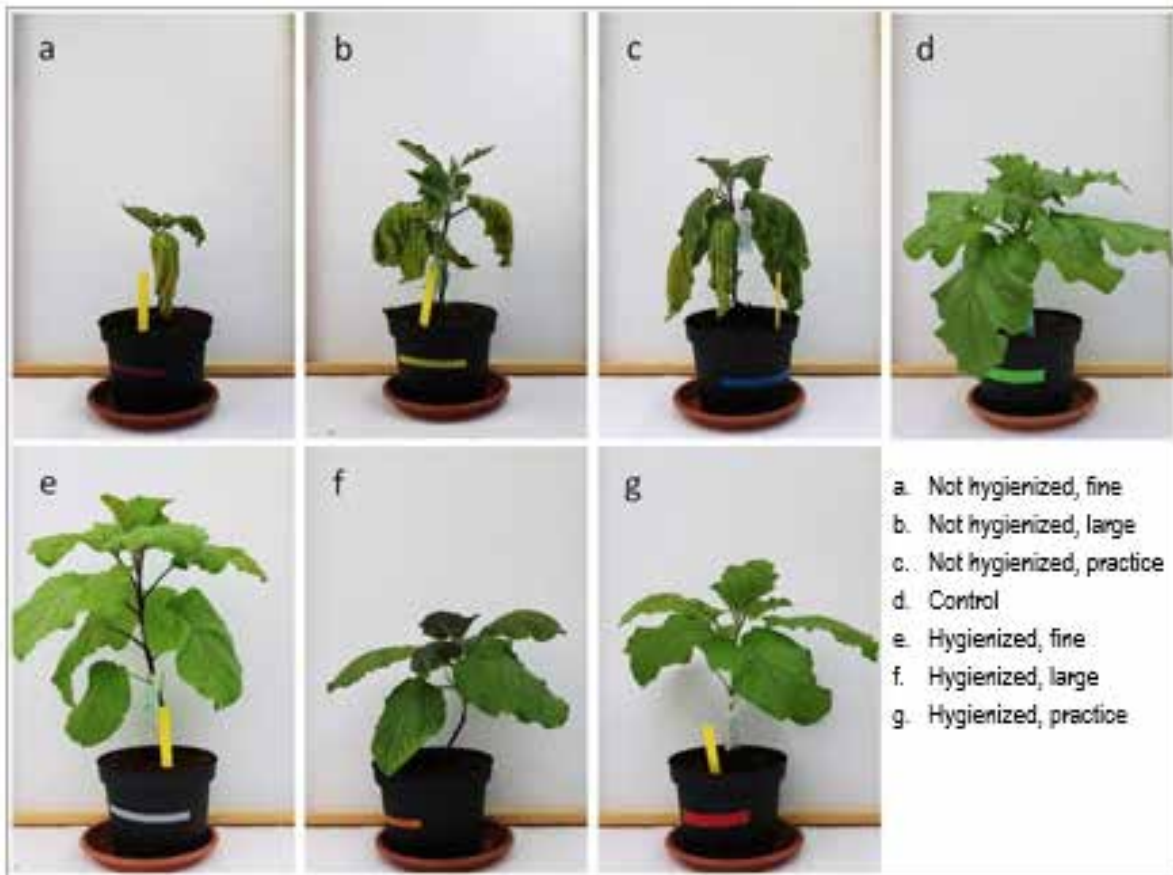 a
b
c
d
e
f
g
a. Not hygienized, fine
b. Not hygienized, large
c. Not hygienized, practice
d. Control
e. Hygienized, fine
f. Hygienized, large
g. Hygienized, practice